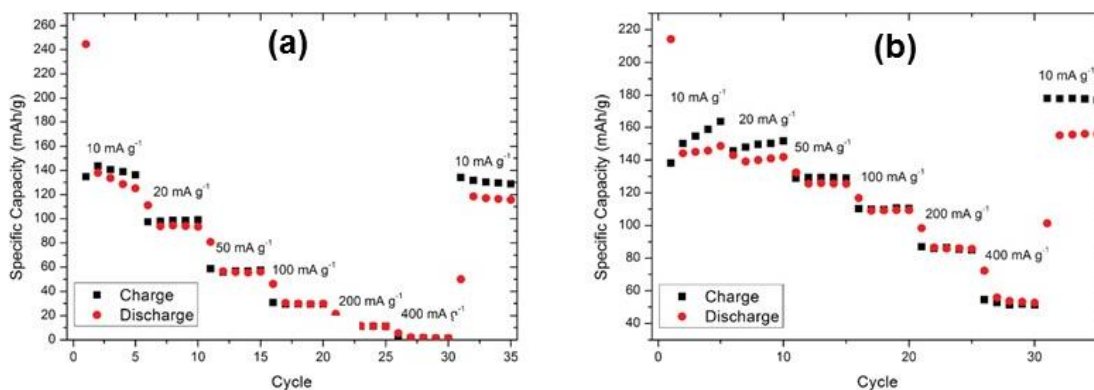 (a)
Specific Capacity (mAh/g)
260
240
220
200
180
160
140
120
100
80
60
40
20
0
10 mA g-1
20 mA g-1
50 mA g-1
100 mA g-1
200 mA g-1
400 mA g-1
10 mA g-1
Charge
Discharge
0 5 10 15 20 25 30 35
Cycle
(b)
Specific Capacity (mAh/g)
220
200
180
160
140
120
100
80
60
40
10 mA g-1
20 mA g-1
50 mA g-1
100 mA g-1
200 mA g-1
400 mA g-1
10 mA g-1
Charge
Discharge
0 10 20 30
Cycle